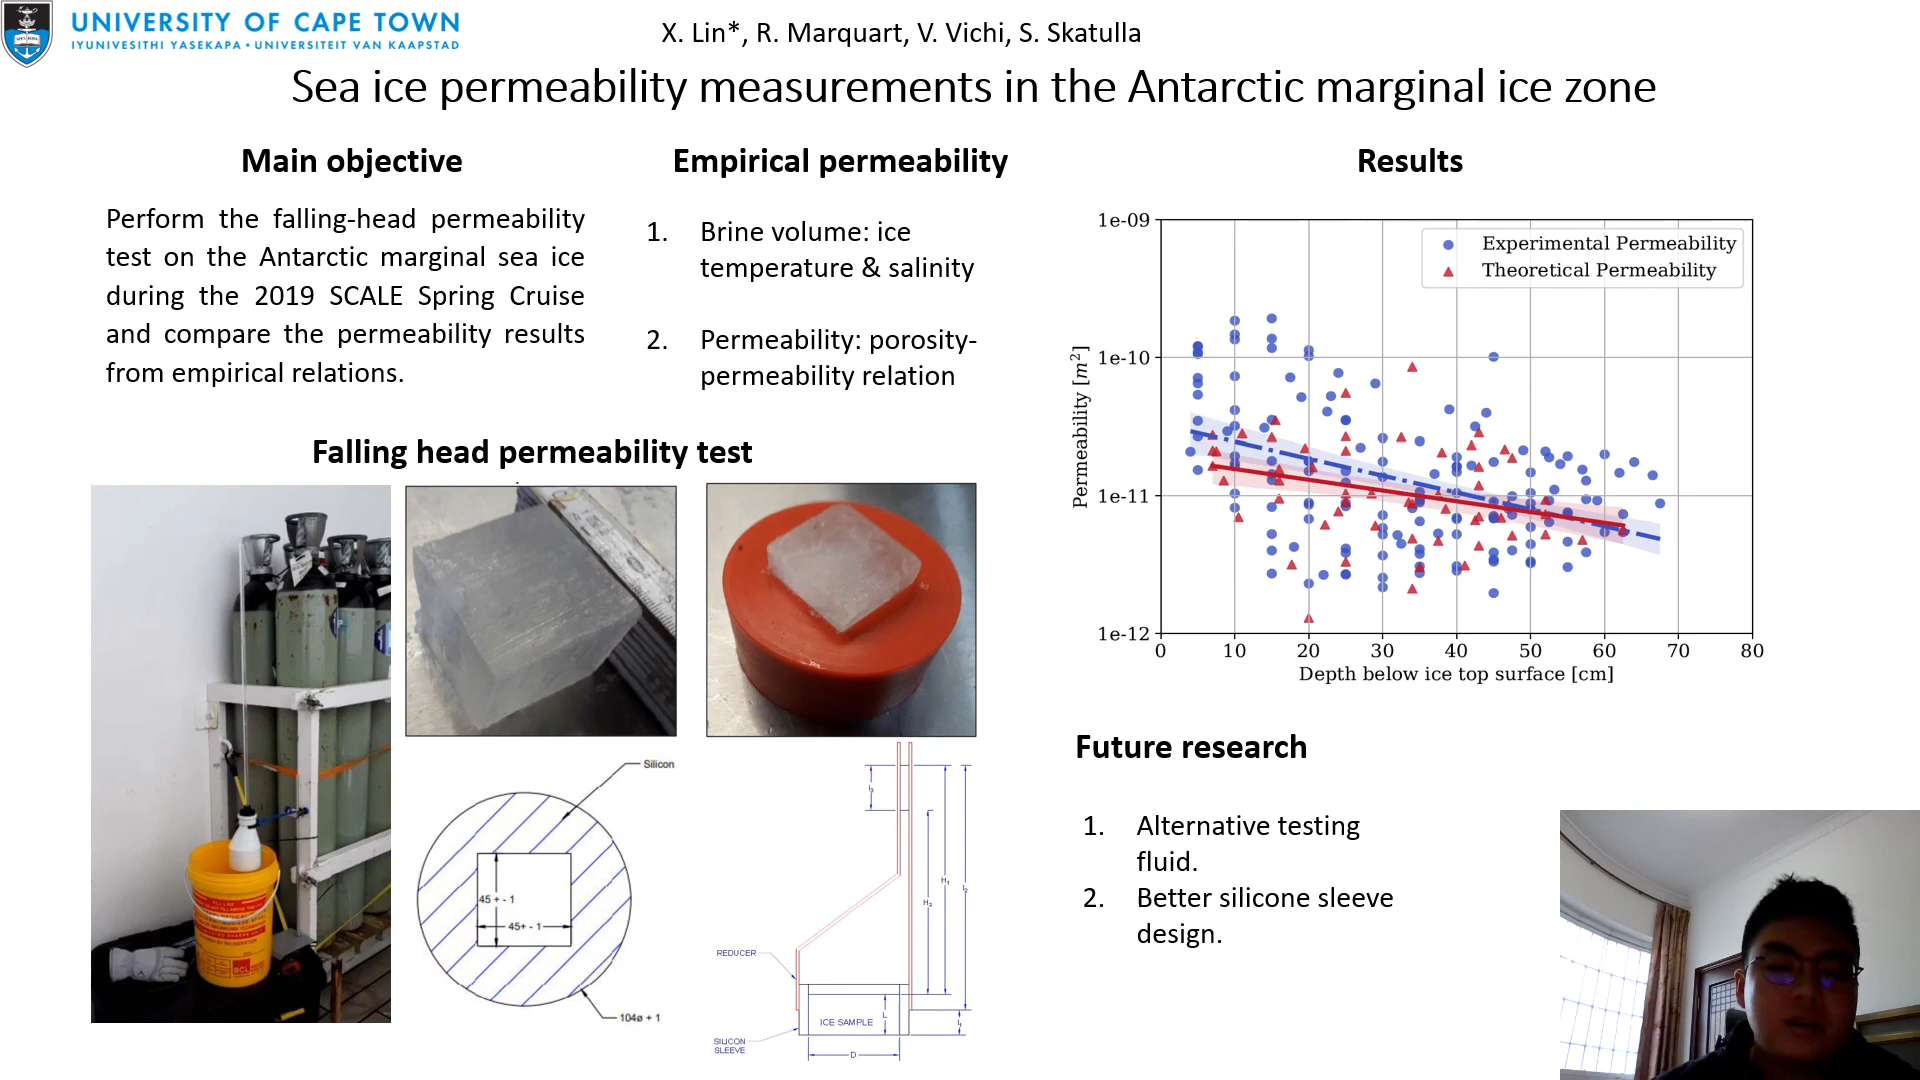 UNIVERSITY OF CAPE TOWN
IYUNIVESITHI YASEKAPA • UNIVERSITEIT VAN KAAPSTAD
X. Lin*, R. Marquart, V. Vichi, S. Skatulla
Sea ice permeability measurements in the Antarctic marginal ice zone
Main objective
Perform the falling-head permeability
test on the Antarctic marginal sea ice
during the 2019 SCALE Spring Cruise
and compare the permeability results
from empirical relations.
Empirical permeability
1. Brine volume: ice
temperature & salinity
2. Permeability: porosity-
permeability relation
Falling head permeability test
BCL
Silicon
45 + - 1
45+ - 1
104ø + 1
l₃
H₁
H₂
l₂
REDUCER
ICE SAMPLE
L
l₁
SILICON
SLEEVE
D
Results
1e-09
1e-10
1e-11
1e-12
Permeability [m²]
Experimental Permeability
Theoretical Permeability
0 10 20 30 40 50 60 70 80
Depth below ice top surface [cm]
Future research
1. Alternative testing
fluid.
2. Better silicone sleeve
design.